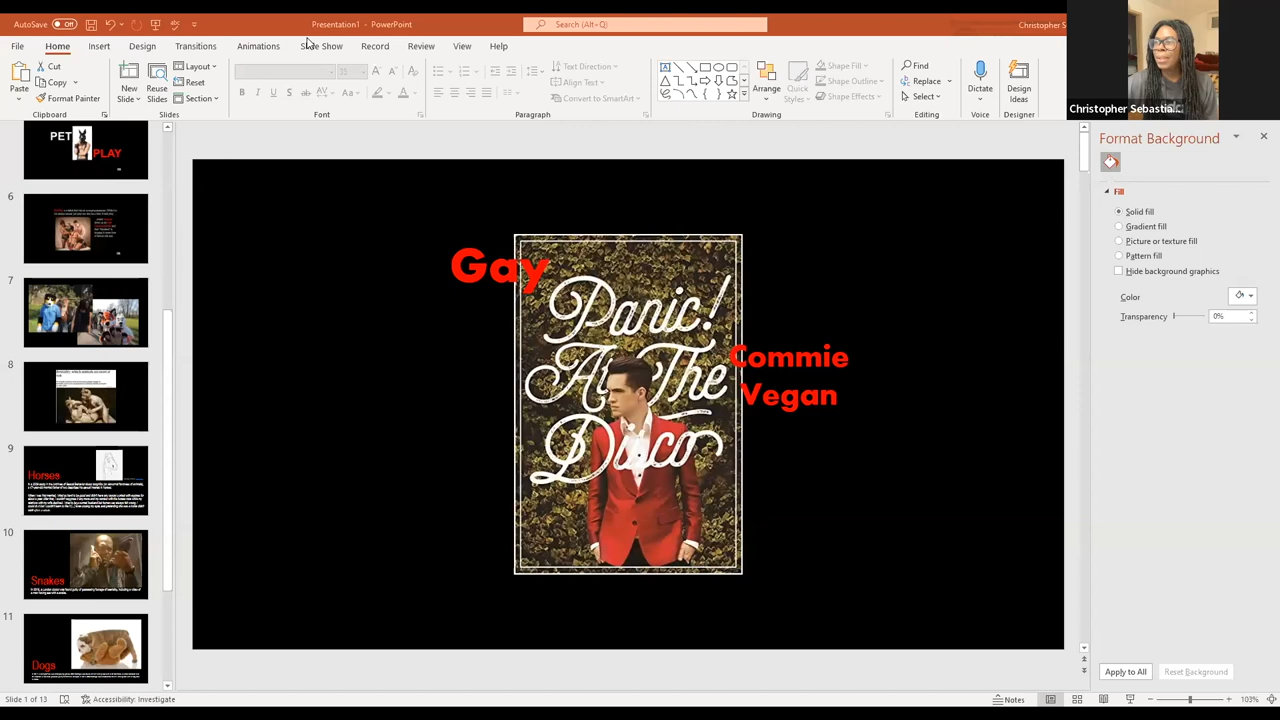 AutoSave Off
Presentation1 - PowerPoint
Search (Alt+Q)
Christopher S
File Home Insert Design Transitions Animations Slide Show Record Review View Help
Paste
Cut
Copy
Format Painter
Clipboard
New Slide
Reuse Slides
Layout
Reset
Section
Slides
Font
Text Direction
Align Text
Convert to SmartArt
Paragraph
Arrange
Quick Styles
Shape Fill
Shape Outline
Shape Effects
Drawing
Find
Replace
Select
Editing
Dictate
Voice
Design Ideas
Designer
Christopher Sebastia...
PET
PLAY
6
7
8
9
Horses
10
Snakes
11
Dogs
Gay
Panic!
At The
Disco
Commie
Vegan
Format Background
Fill
Solid fill
Gradient fill
Picture or texture fill
Pattern fill
Hide background graphics
Color
Transparency 0%
Apply to All
Reset Background
Slide 1 of 13
Accessibility: Investigate
Notes
103%